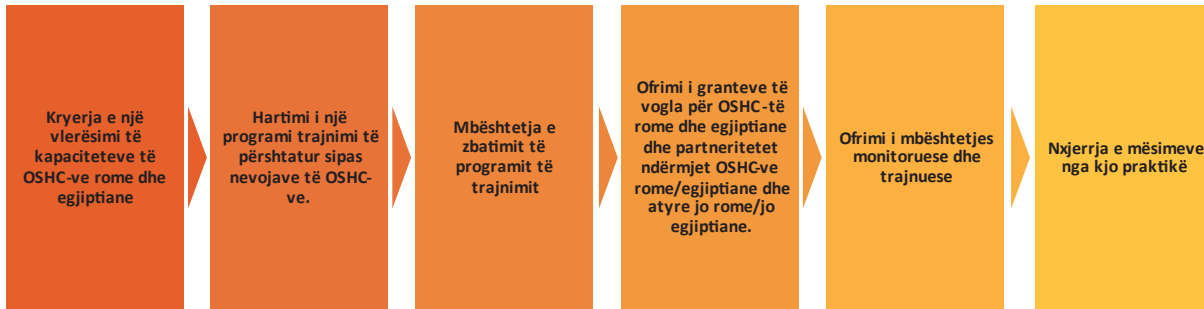 Kryerja e një
vlerësimi të
kapaciteteve të
OSHC-ve rome dhe
egjiptiane
Hartimi i një
programi trajnimi të
përshtatur sipas
nevojave të OSHC-
ve.
Mbështetja e
zbatimit të
programit të
trajnimit
Ofrimi i granteve të
vogla për OSHC-të
rome dhe egjiptiane
dhe partneritetet
ndërmjet OSHC-ve
rome/egjiptiane dhe
atyre jo rome/jo
egjiptiane.
Ofrimi i mbështetjes
monitoruese dhe
trajnuese
Nxjerrja e mësimeve
nga kjo praktikë